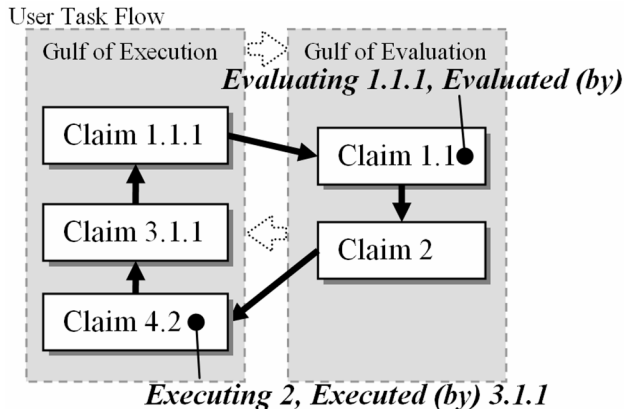 User Task Flow
Gulf of Execution
Gulf of Evaluation
Evaluating 1.1.1, Evaluated (by)
Claim 1.1.1
Claim 1.1
Claim 3.1.1
Claim 2
Claim 4.2
Executing 2, Executed (by) 3.1.1